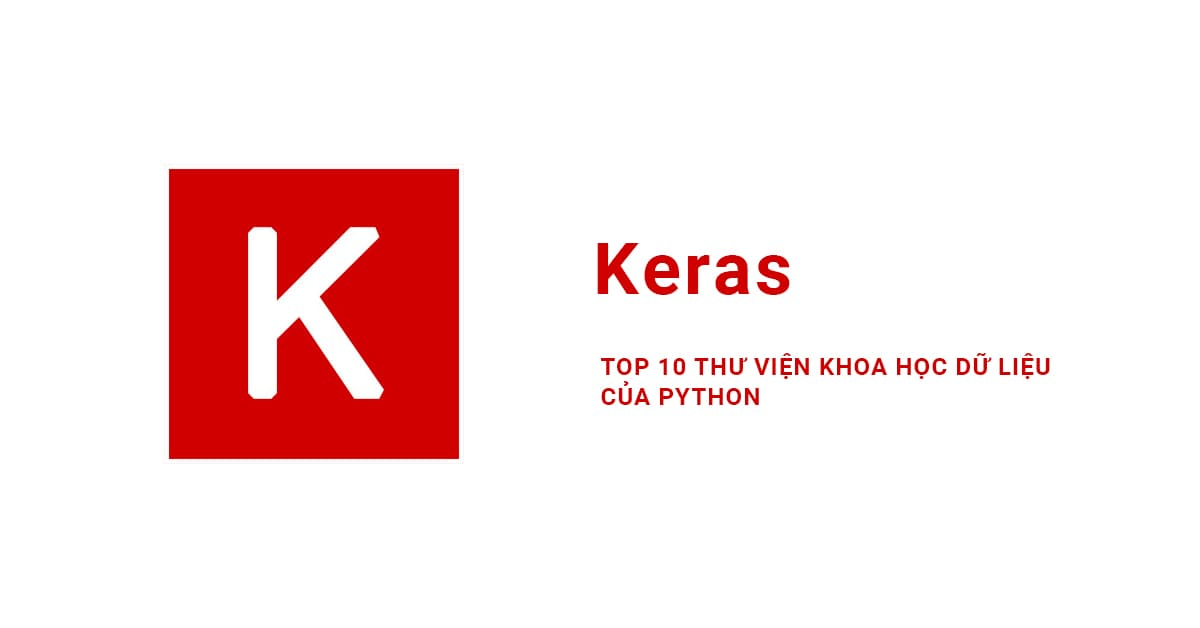 K
Keras
TOP 10 THƯ VIỆN KHOA HỌC DỮ LIỆU
CỦA PYTHON